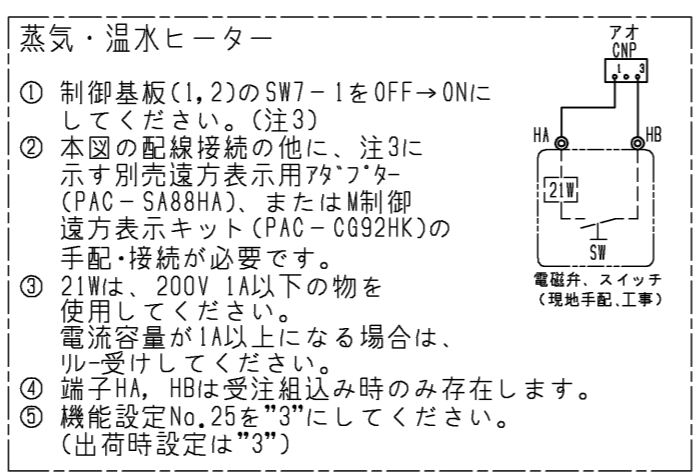 蒸気・温水ヒーター
① 制御基板(1,2)のSW7-1をOFF→ONに
してください。(注3)
② 本図の配線接続の他に、注3に
示す別売遠方表示用ｱﾀﾞﾌﾟﾀｰ
(PAC-SA88HA)、またはM制御
遠方表示キット(PAC-CG92HK)の
手配・接続が必要です。
③ 21Wは、200V 1A以下の物を
使用してください。
電流容量が1A以上になる場合は、
ﾘﾚｰ受けしてください。
④ 端子HA, HBは受注組込み時のみ存在します。
⑤ 機能設定No.25を"3"にしてください。
(出荷時設定は"3")
アオ
CNP
1 3
HA HB
21W
SW
電磁弁、スイッチ
(現地手配、工事)